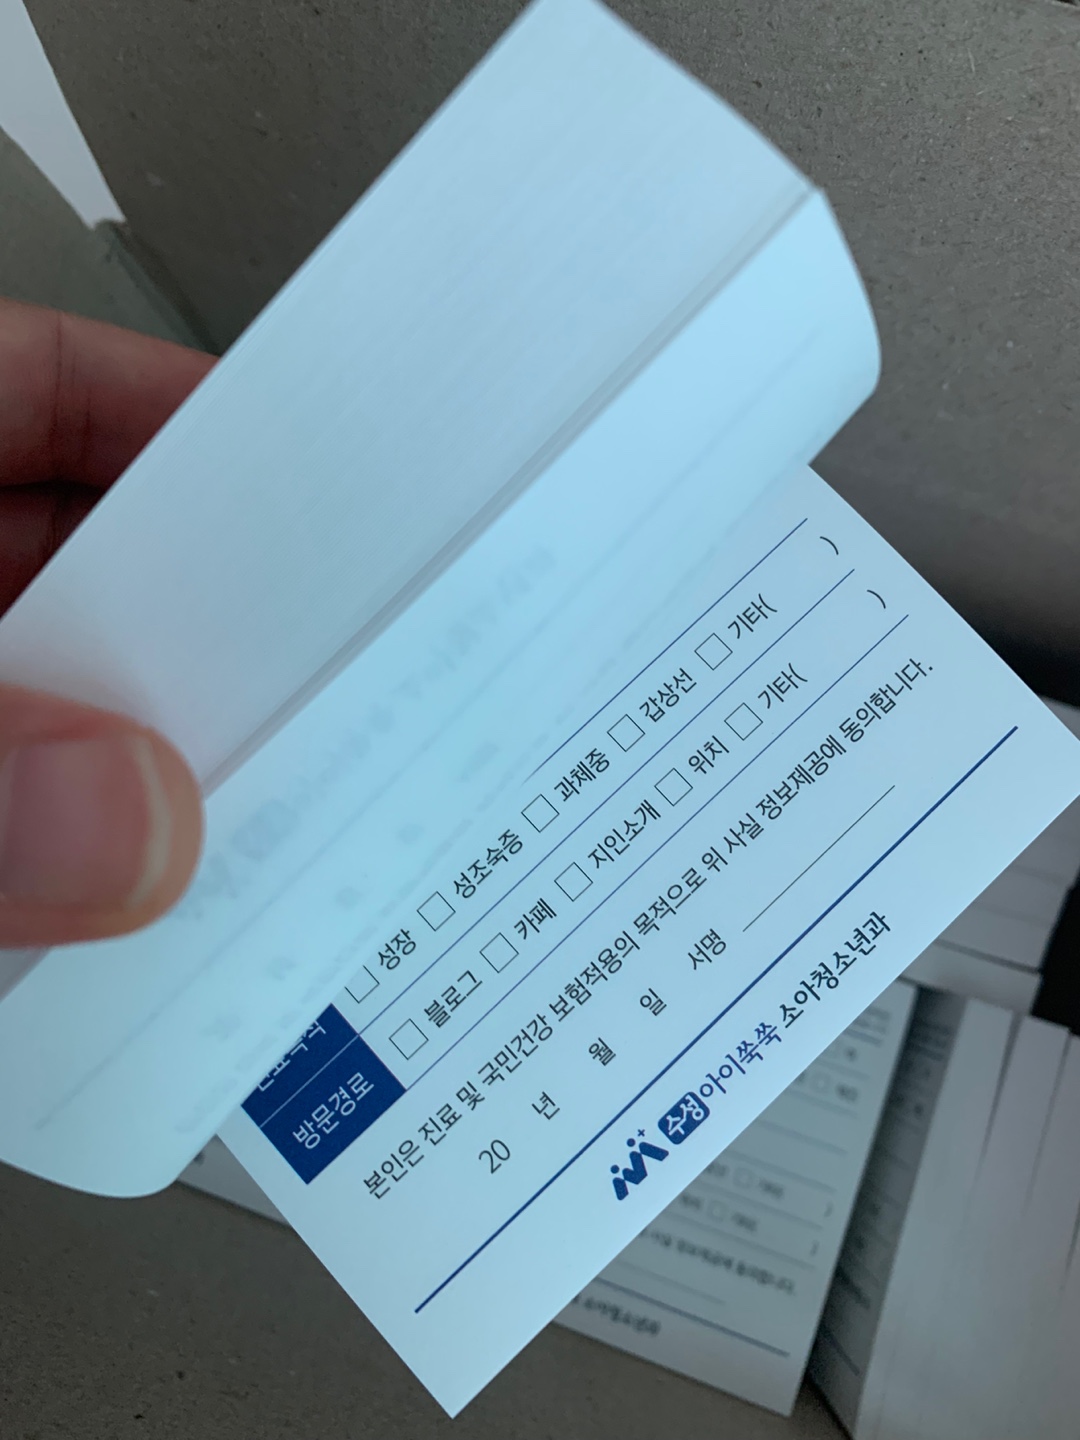 □ 성장 □ 성조숙증 □ 과체중 □ 갑상선 □ 기타( )
방문경로 □ 블로그 □ 카페 □ 지인소개 □ 위치 □ 기타( )
본인은 진료 및 국민건강 보험적용의 목적으로 위 사실 정보제공에 동의합니다.
20 년 월 일 서명
수성 아이쑥쑥 소아청소년과